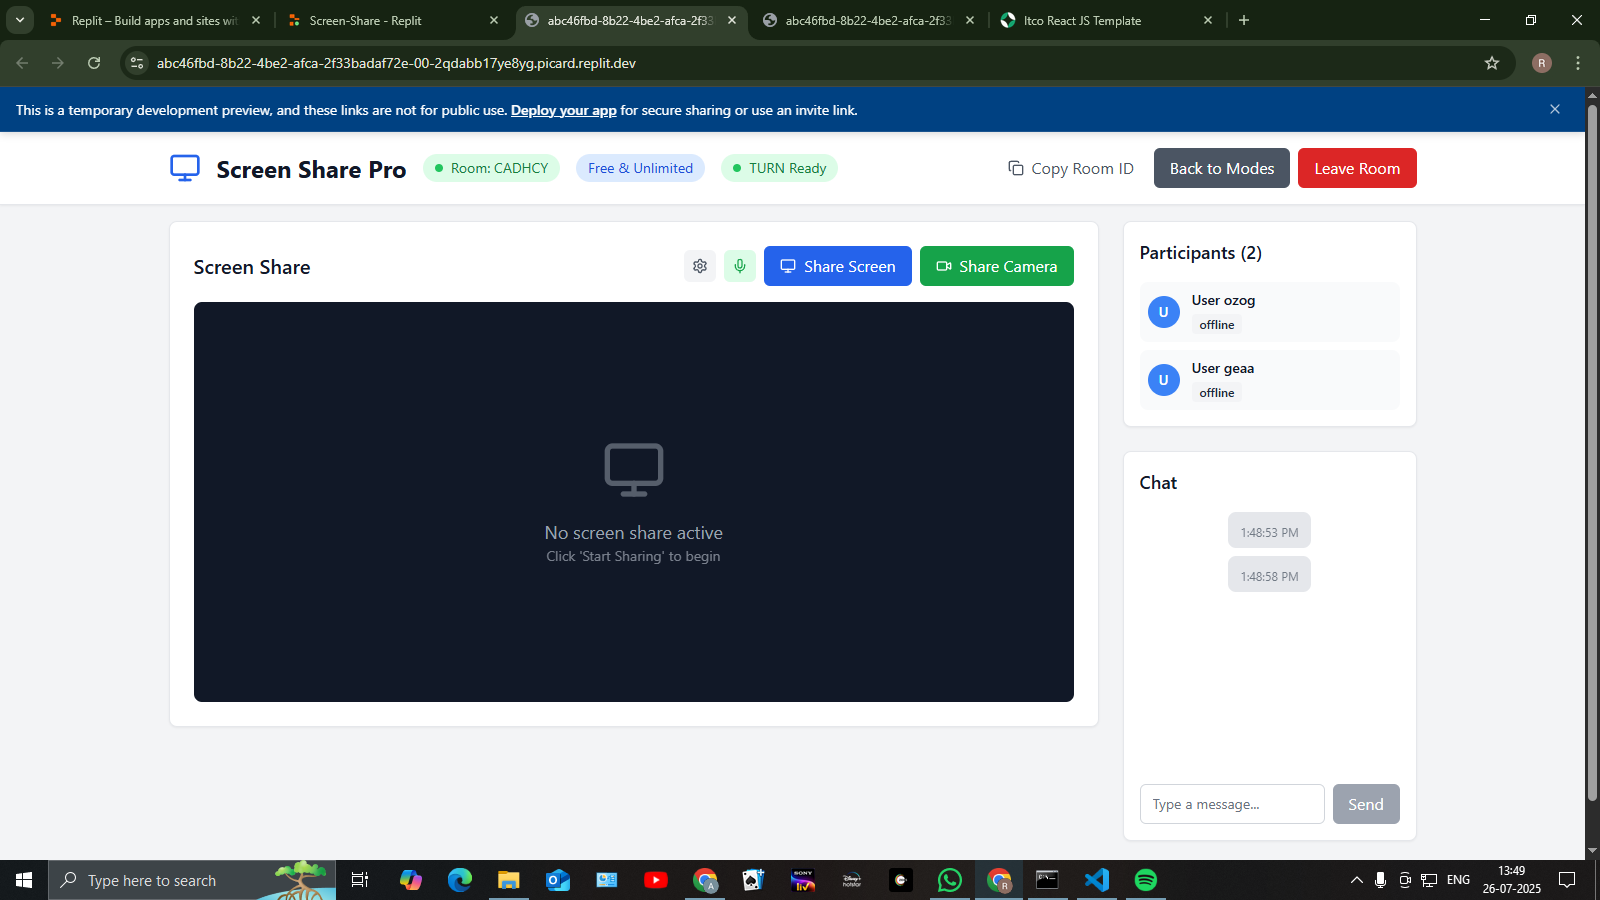 Replit – Build apps and sites wit
Screen-Share - Replit
abc46fbd-8b22-4be2-afca-2f33
abc46fbd-8b22-4be2-afca-2f33
Itco React JS Template
abc46fbd-8b22-4be2-afca-2f33badaf72e-00-2qdabb17ye8yg.picard.replit.dev
R
This is a temporary development preview, and these links are not for public use. Deploy your app for secure sharing or use an invite link.
Screen Share Pro
Room: CADHCY
Free & Unlimited
TURN Ready
Copy Room ID
Back to Modes
Leave Room
Screen Share
Share Screen
Share Camera
No screen share active
Click 'Start Sharing' to begin
Participants (2)
U
User ozog
offline
U
User geaa
offline
Chat
1:48:53 PM
1:48:58 PM
Type a message...
Send
Type here to search
SONY
liv
hotstar
A
R
ENG
13:49
26-07-2025